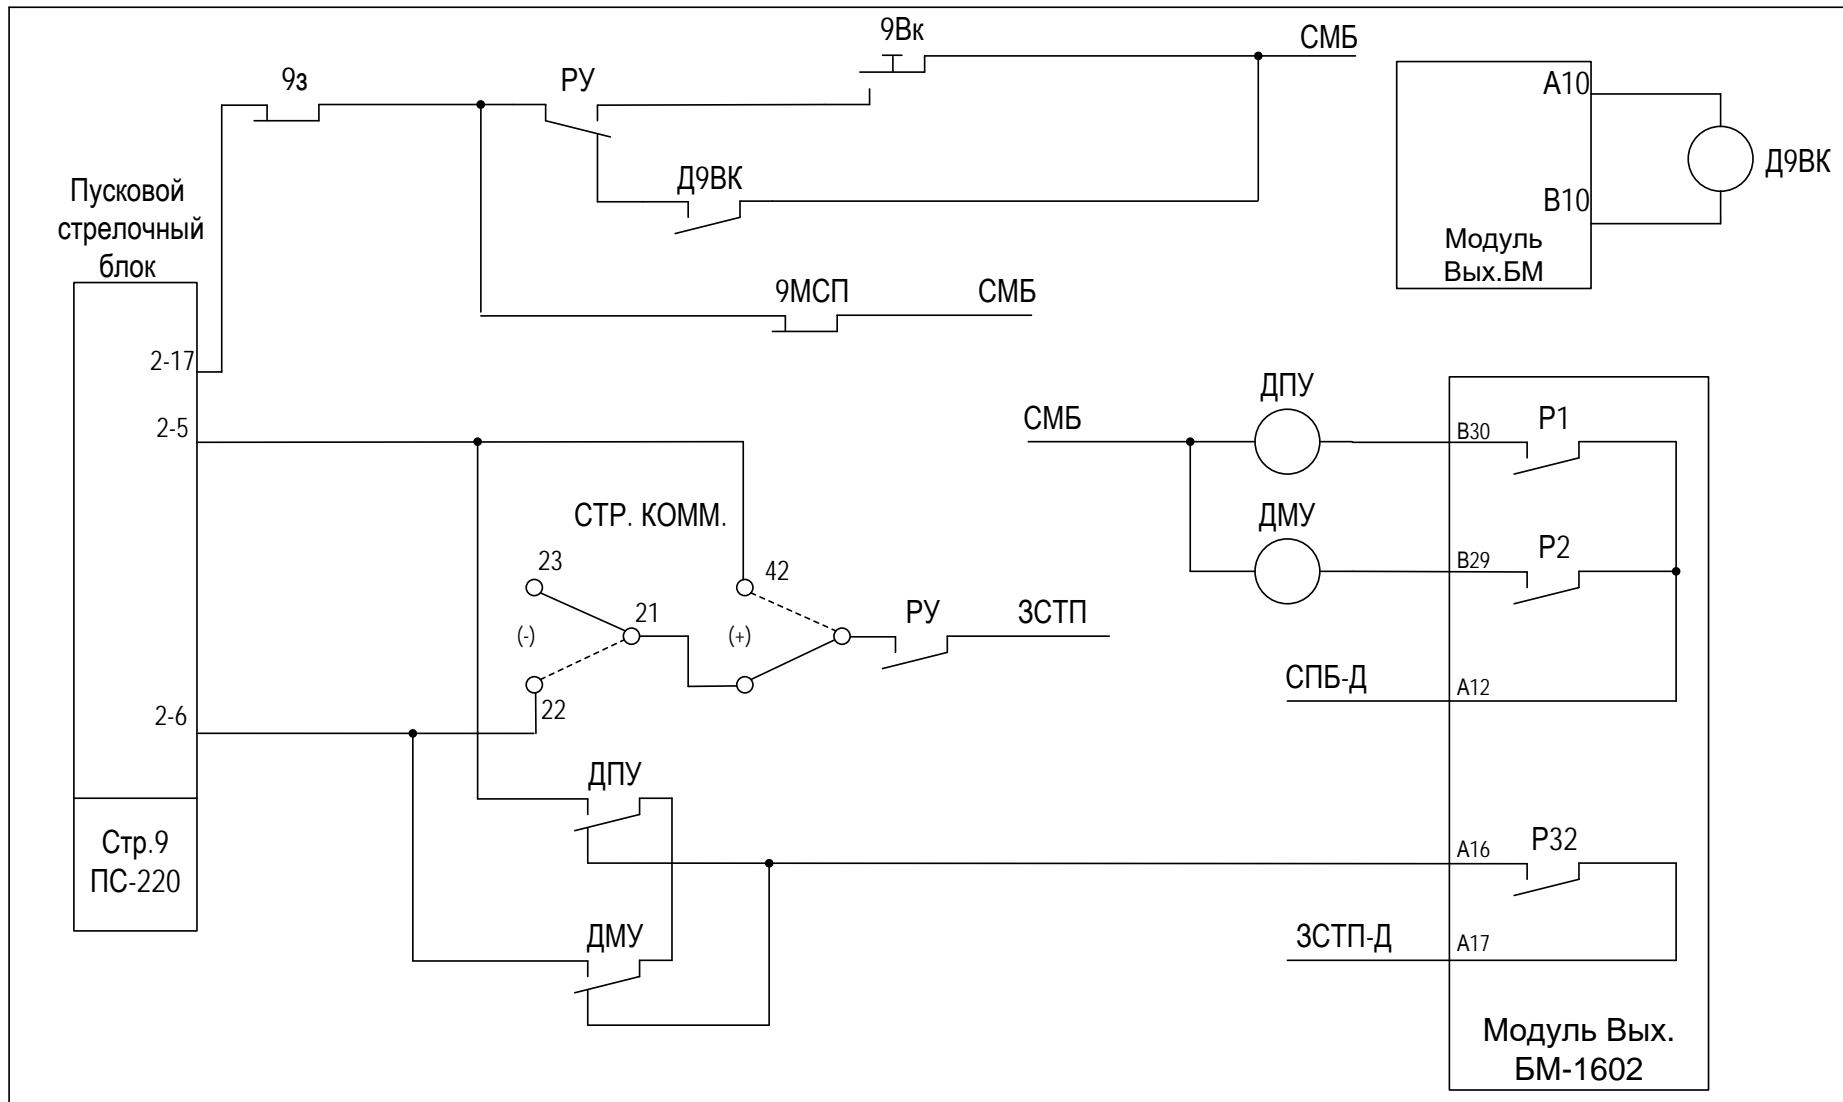 9Вк
СМБ
9з
РУ
А10
Д9ВК
Д9ВК
В10
Модуль
Вых.БМ
Пусковой
стрелочный
блок
9МСП
СМБ
2-17
2-5
СМБ
ДПУ
В30
Р1
СТР. КОММ.
ДМУ
В29
Р2
23
42
21
(-)
(+)
РУ
ЗСТП
22
СПБ-Д
А12
2-6
ДПУ
Стр.9
ПС-220
А16
Р32
ДМУ
ЗСТП-Д
А17
Модуль Вых.
БМ-1602